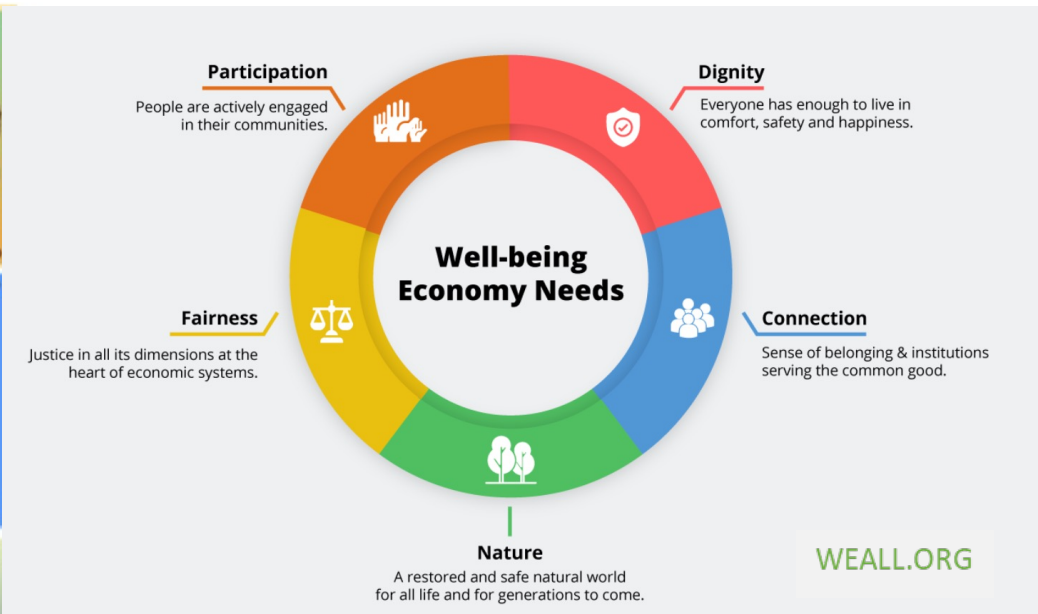 Participation
People are actively engaged
in their communities.
Dignity
Everyone has enough to live in
comfort, safety and happiness.
Well-being
Economy Needs
Fairness
Justice in all its dimensions at the
heart of economic systems.
Connection
Sense of belonging & institutions
serving the common good.
Nature
A restored and safe natural world
for all life and for generations to come.
WEALL.ORG